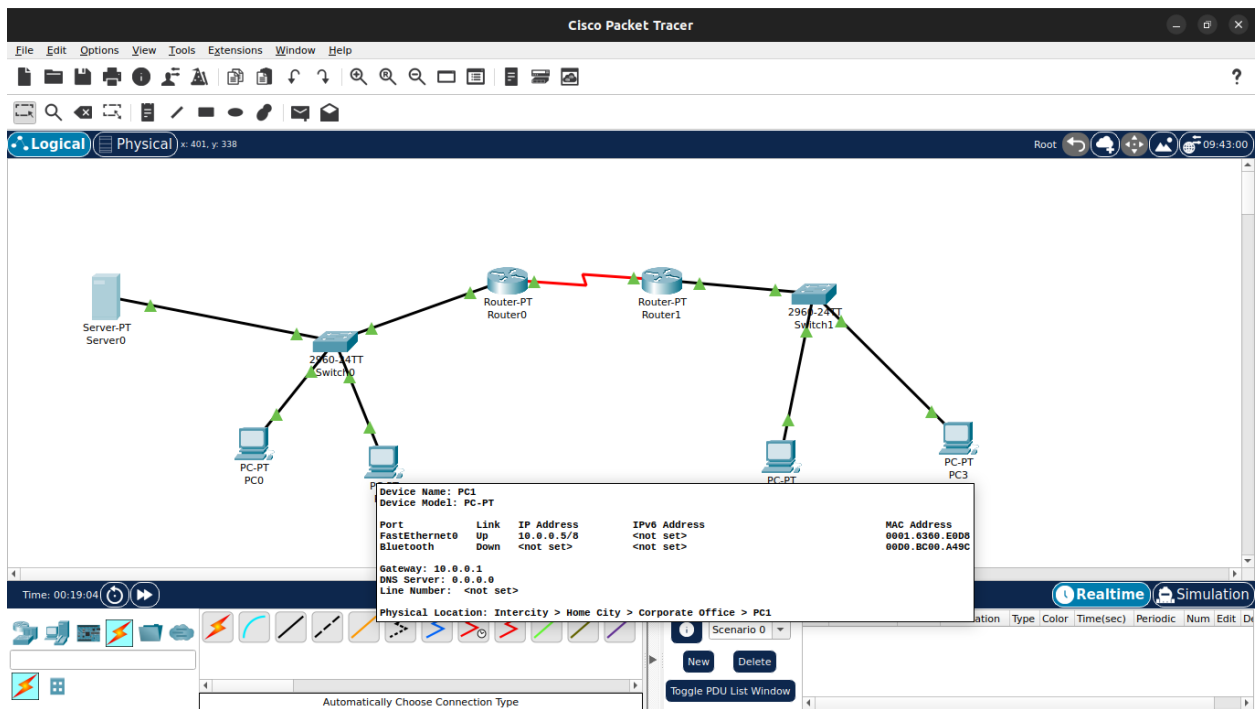 Cisco Packet Tracer
File Edit Options View Tools Extensions Window Help
?
Logical Physical x: 401, y: 338 Root 09:43:00
Router-PT
Router0
Router-PT
Router1
2960-24TT
Switch1
Server-PT
Server0
2960-24TT
Switch0
PC-PT
PC0
PC-PT
PC-PT
PC3
Device Name: PC1
Device Model: PC-PT
Port Link IP Address IPv6 Address MAC Address
FastEthernet0 Up 10.0.0.5/8 <not set> <not set> 0001.6360.E0D8
Bluetooth Down <not set> <not set> 00D0.BC00.A49C
Gateway: 10.0.0.1
DNS Server: 0.0.0.0
Line Number: <not set>
Physical Location: Intercity > Home City > Corporate Office > PC1
Time: 00:19:04 Realtime Simulation
Scenario 0 ation Type Color Time(sec) Periodic Num Edit
New Delete
Toggle PDU List Window
Automatically Choose Connection Type